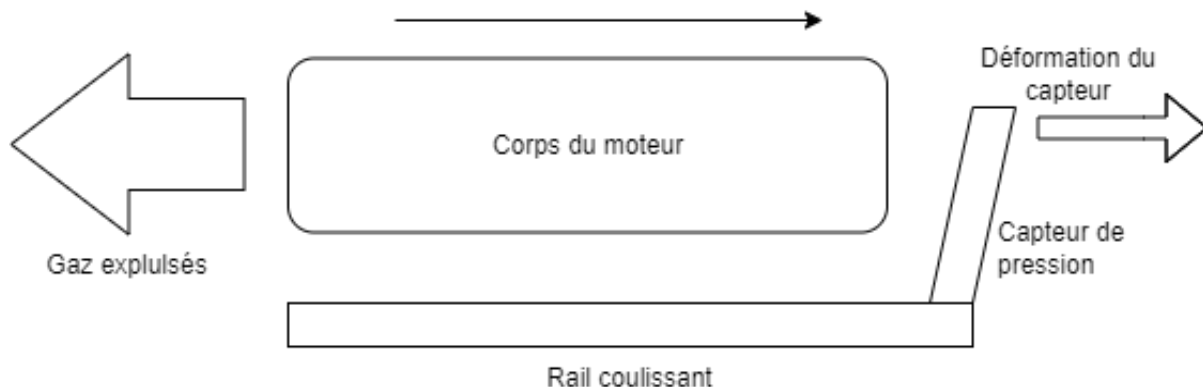 Déformation du
capteur
Corps du moteur
Capteur de
pression
Gaz explulsés
Rail coulissant